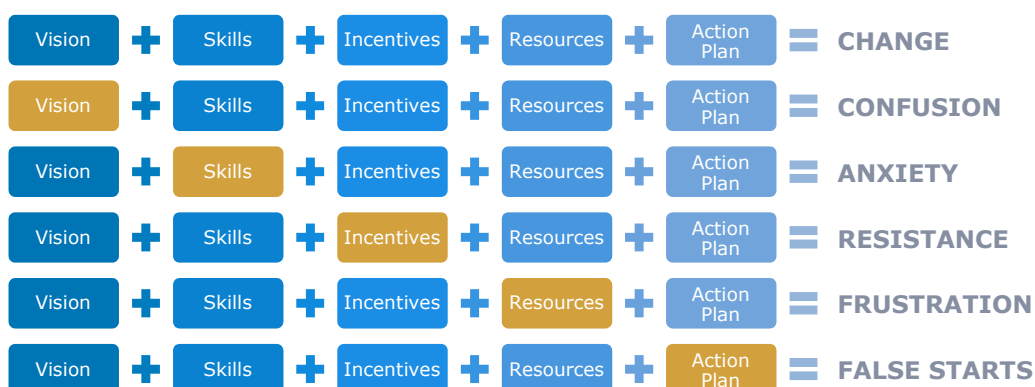 Vision + Skills + Incentives + Resources + Action Plan = CHANGE
Vision + Skills + Incentives + Resources + Action Plan = CONFUSION
Vision + Skills + Incentives + Resources + Action Plan = ANXIETY
Vision + Skills + Incentives + Resources + Action Plan = RESISTANCE
Vision + Skills + Incentives + Resources + Action Plan = FRUSTRATION
Vision + Skills + Incentives + Resources + Action Plan = FALSE STARTS